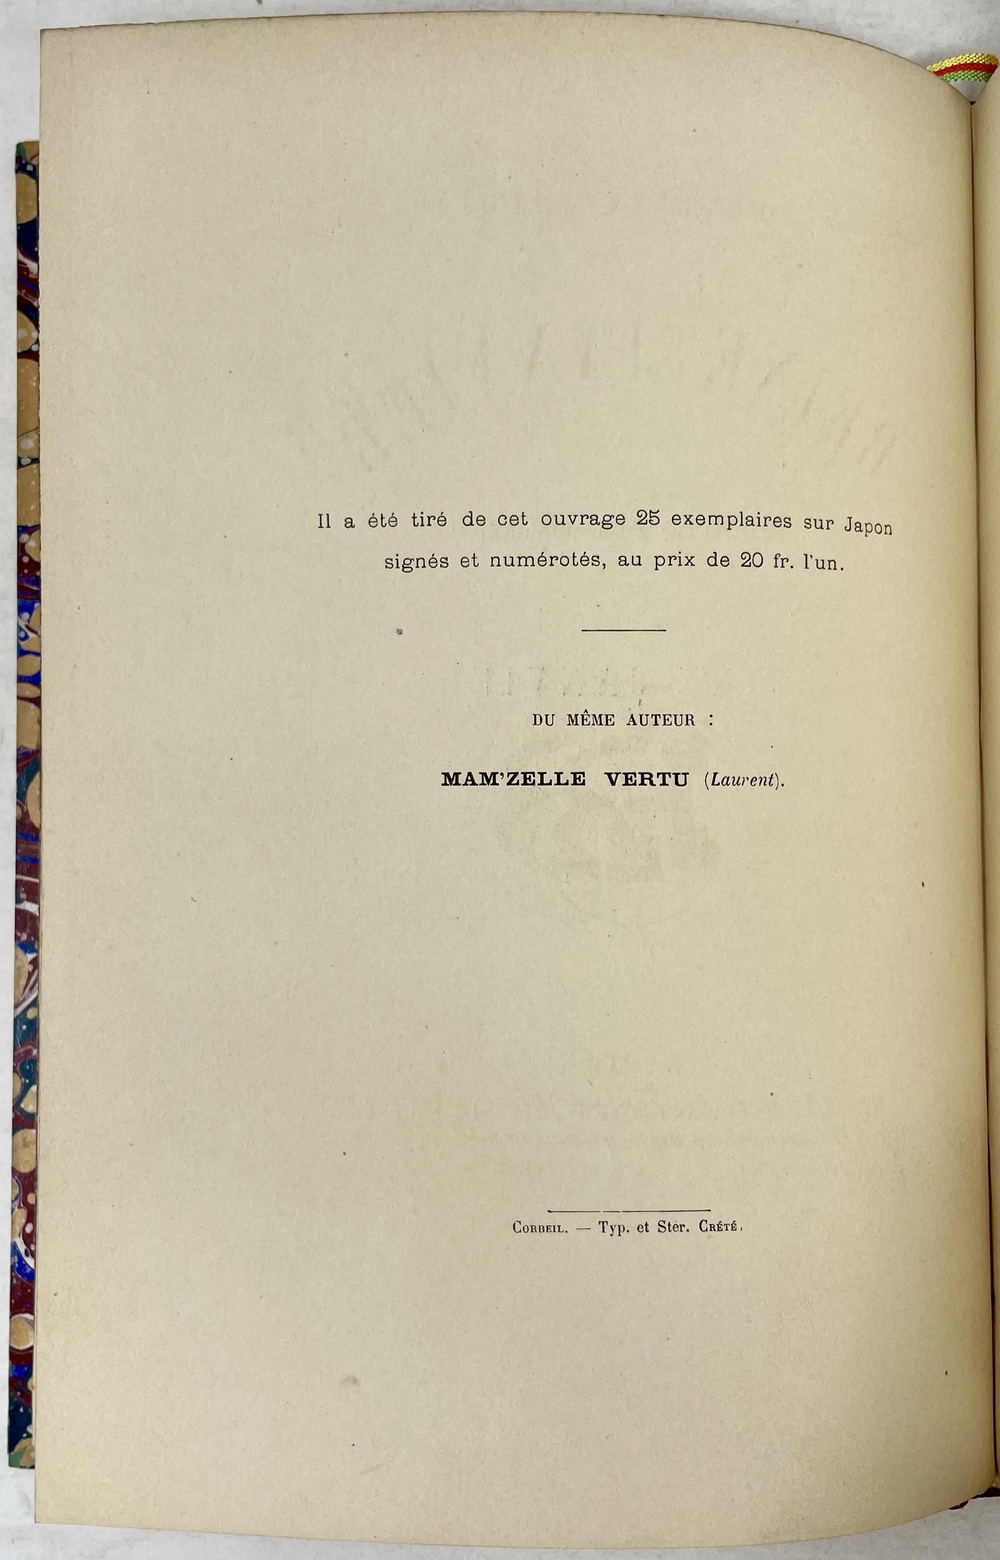 Il a été tiré de cet ouvrage 25 exemplaires sur Japon
signés et numérotés, au prix de 20 fr. l'un.
DU MÊME AUTEUR :
MAM'ZELLE VERTU (Laurent).
CORBEIL. — Typ. et Stér. CRÉTÉ.